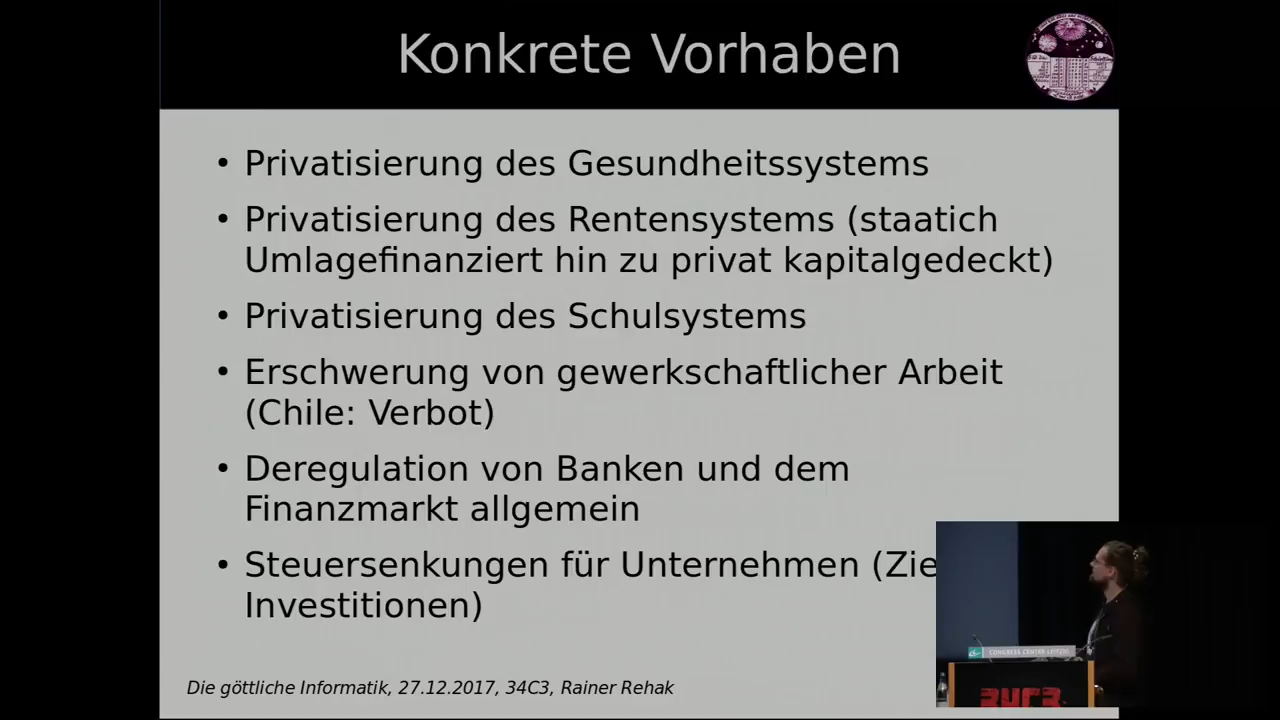 Konkrete Vorhaben
• Privatisierung des Gesundheitssystems
• Privatisierung des Rentensystems (staatich
Umlagefinanziert hin zu privat kapitalgedeckt)
• Privatisierung des Schulsystems
• Erschwerung von gewerkschaftlicher Arbeit
(Chile: Verbot)
• Deregulation von Banken und dem
Finanzmarkt allgemein
• Steuersenkungen für Unternehmen (Zie
Investitionen)
Die göttliche Informatik, 27.12.2017, 34C3, Rainer Rehak
CONGRESS CENTER LEIPZIG